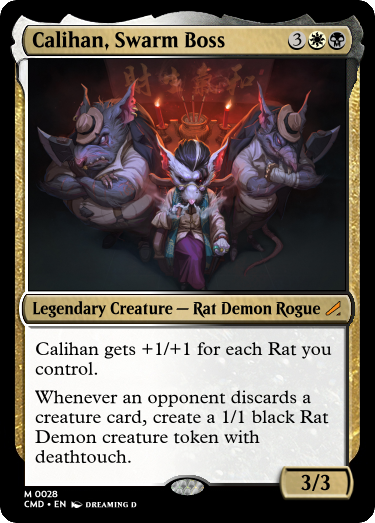 Calihan, Swarm Boss 3
Legendary Creature — Rat Demon Rogue
Calihan gets +1/+1 for each Rat you
control.
Whenever an opponent discards a
creature card, create a 1/1 black Rat
Demon creature token with
deathtouch.
3/3
M 0028
CMD • EN DREAMING D